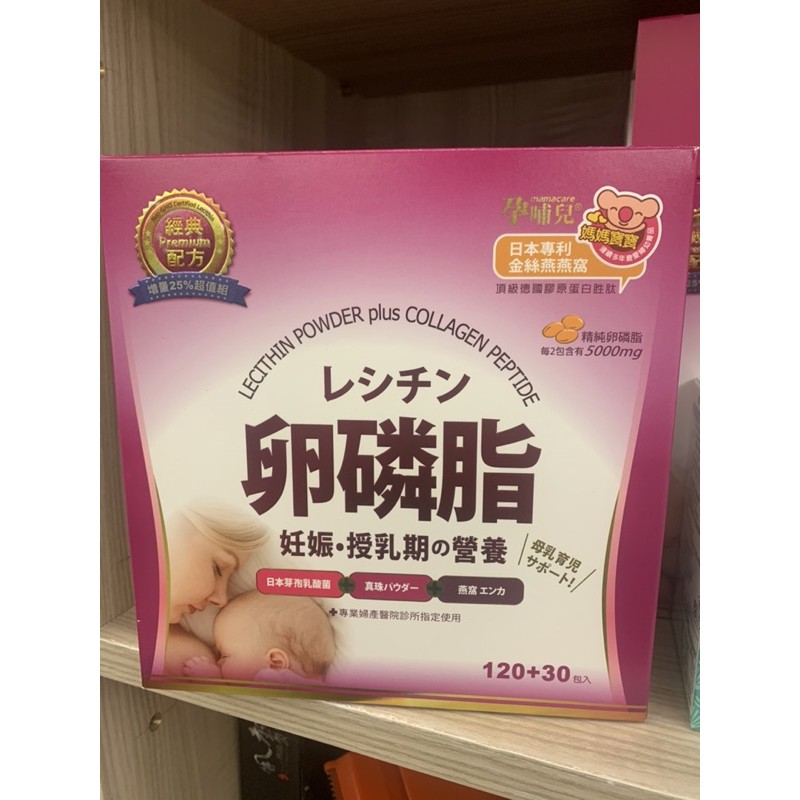 Non-GMO Certified Lecithin
經典
Premium
配方
增量25%超值組
mamacare
孕哺兒®
媽媽寶寶
日本專利
金絲燕燕窩
頂級德國膠原蛋白胜肽
精純卵磷脂
每2包含有5000mg
LECITHIN POWDER plus COLLAGEN PEPTIDE
レシチン
卵磷脂
妊娠・授乳期の營養
母乳育児
サポート!
日本芽孢乳酸菌
真珠パウダー
燕窩 エンカ
✚專業婦產醫院診所指定使用
120+30包入